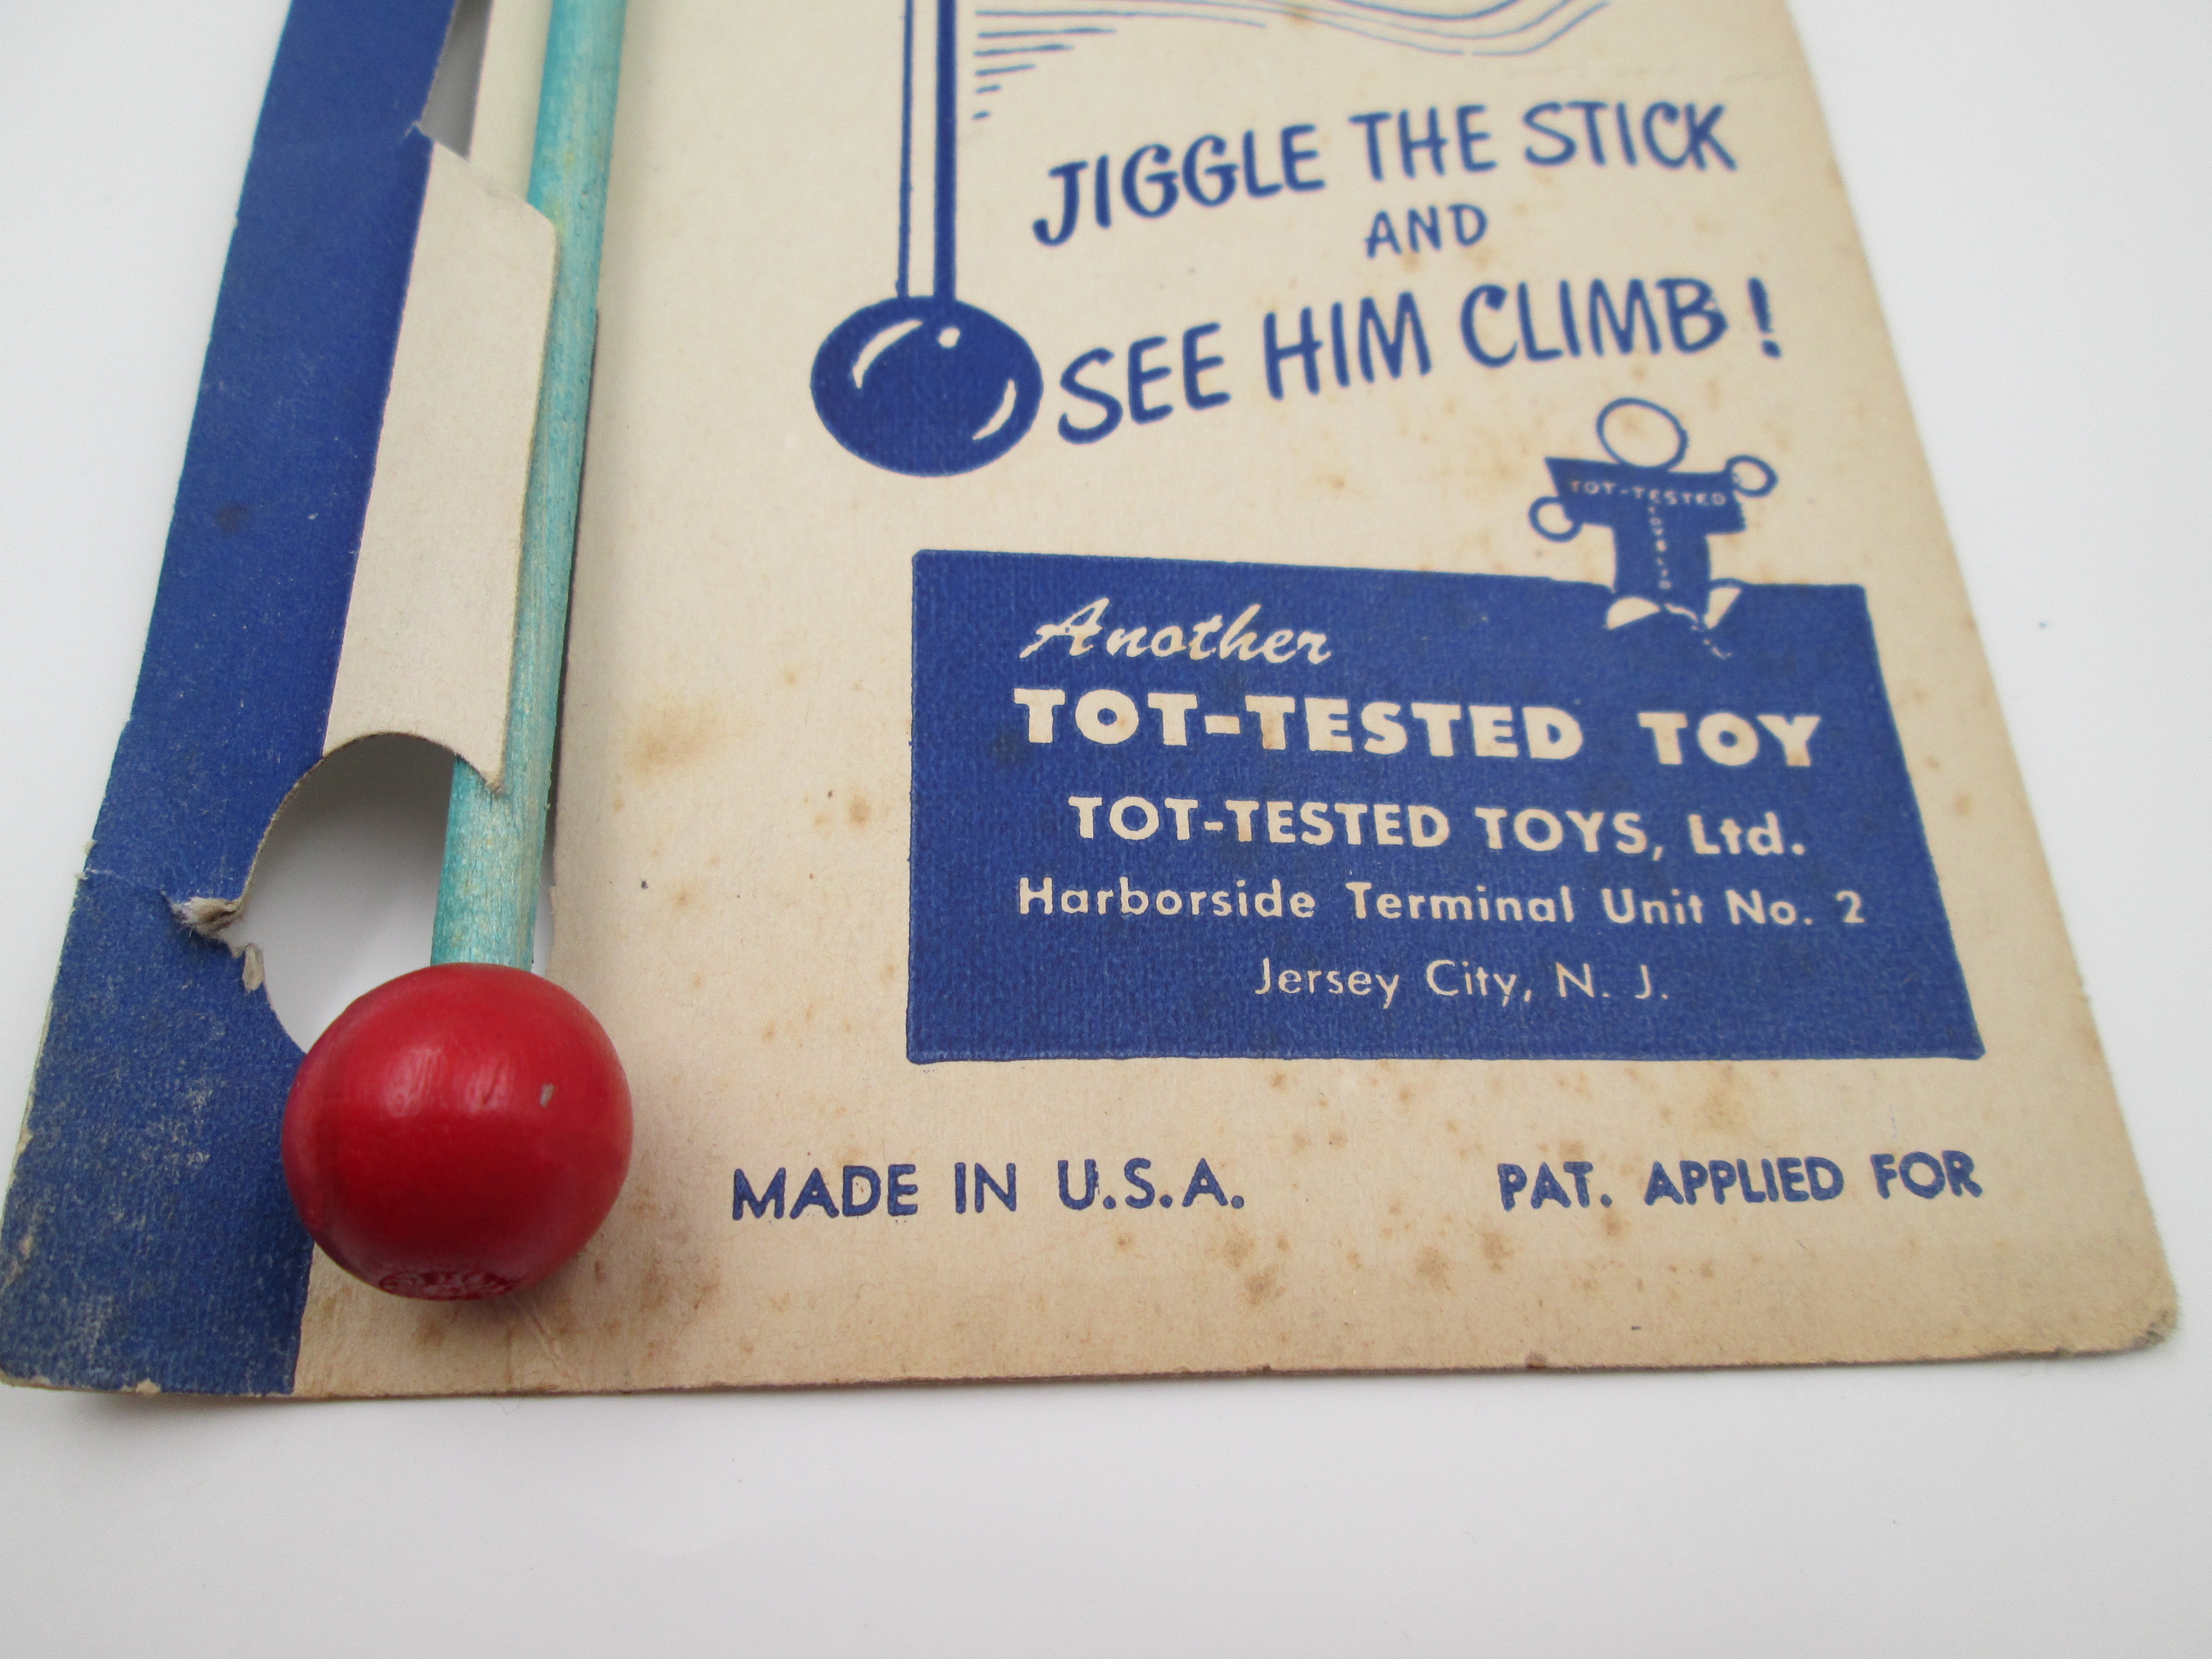 JIGGLE THE STICK
AND
SEE HIM CLIMB!
TOT-TESTED
Another
TOT-TESTED TOY
TOT-TESTED TOYS, Ltd.
Harborside Terminal Unit No. 2
Jersey City, N. J.
MADE IN U.S.A.
PAT. APPLIED FOR